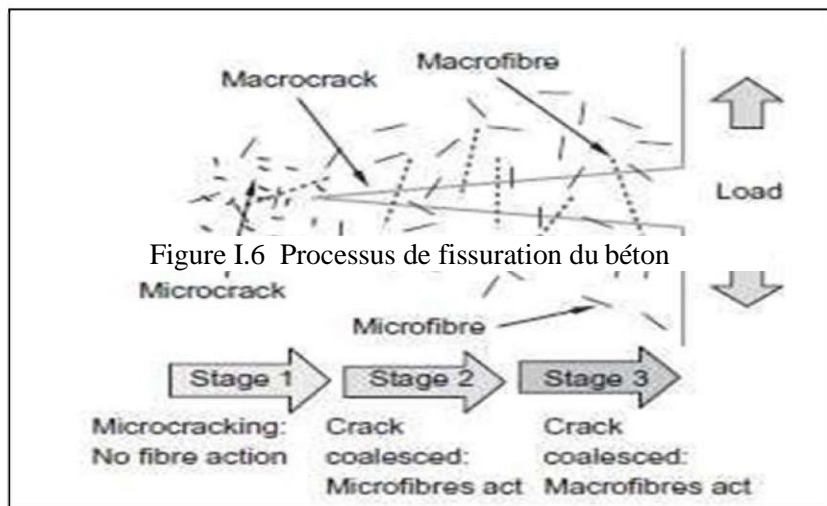 Macrofibre
Macrocrack
Load
Figure I.6 Processus de fissuration du béton
Microcrack
Microfibre
Stage 1
Stage 2
Stage 3
Microcracking:
No fibre action
Crack
coalesced:
Microfibres act
Crack
coalesced:
Macrofibres act